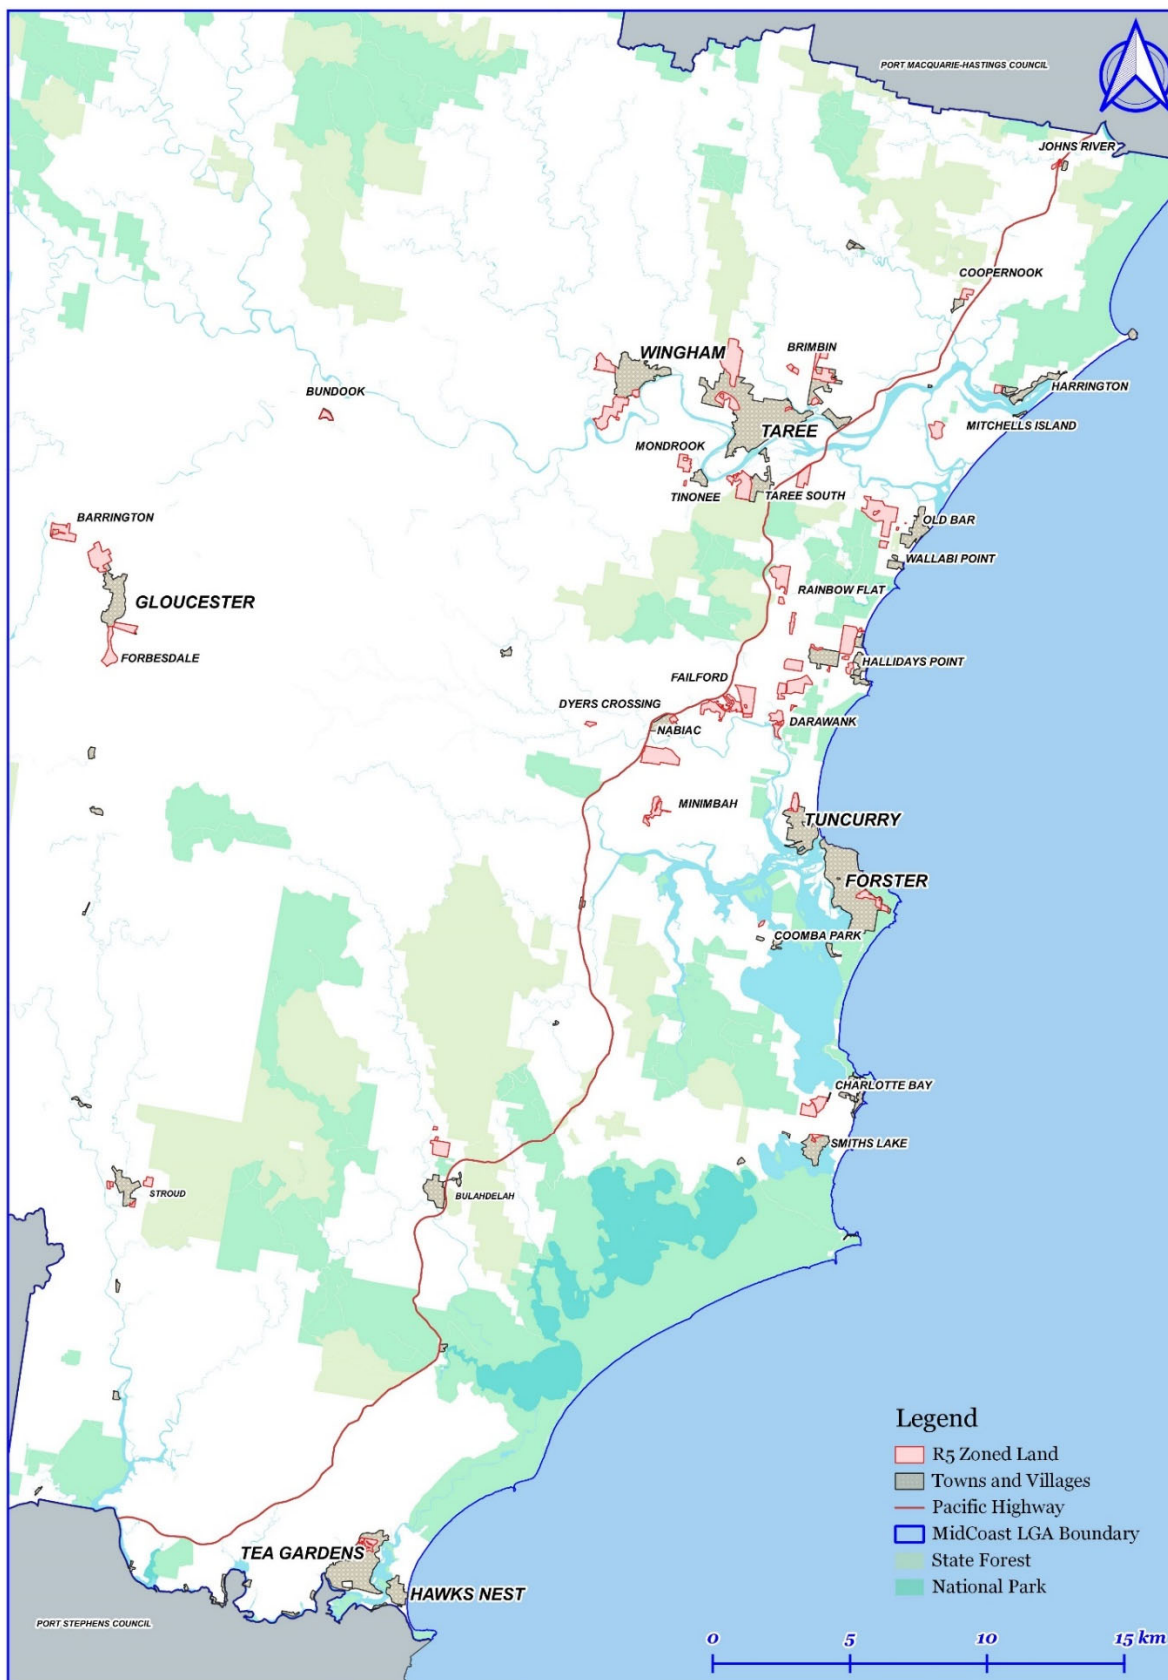 PORT MACQUARIE-HASTINGS COUNCIL
JOHNS RIVER
COOPERNOOK
WINGHAM
BRIMBIN
HARRINGTON
BUNDOOK
MITCHELLS ISLAND
TAREE
MONDROOK
TINONEE
TAREE SOUTH
BARRINGTON
OLD BAR
WALLABI POINT
RAINBOW FLAT
GLOUCESTER
FORBESDALE
HALLIDAYS POINT
FAILFORD
DYERS CROSSING
NABIAC
DARAWANK
MINIMBAH
TUNCURRY
FORSTER
COOMBA PARK
CHARLOTTE BAY
SMITHS LAKE
STROUD
BULAHDELAH
Legend
R5 Zoned Land
Towns and Villages
Pacific Highway
MidCoast LGA Boundary
State Forest
National Park
TEA GARDENS
HAWKS NEST
PORT STEPHENS COUNCIL
0 5 10 15 km